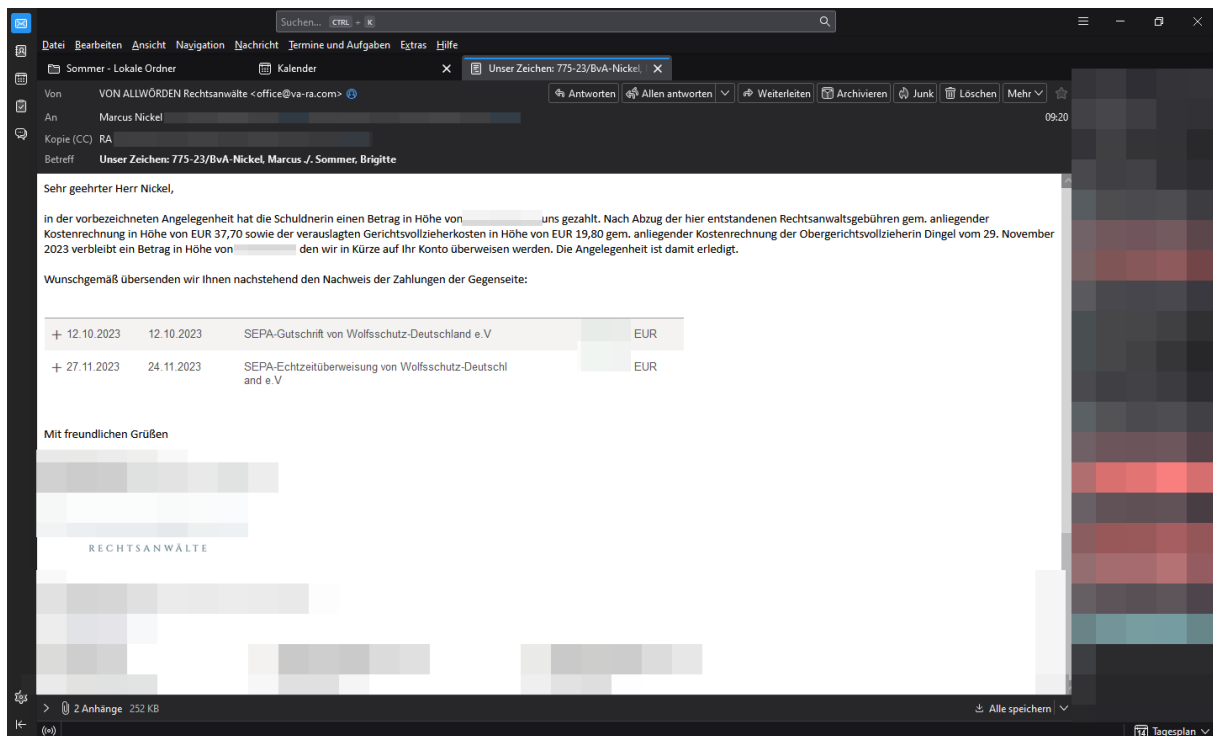 Suchen... CTRL + K
Datei Bearbeiten Ansicht Navigation Nachricht Termine und Aufgaben Extras Hilfe
Sommer - Lokale Ordner Kalender Unser Zeichen: 775-23/BvA-Nickel,
Von VON ALLWÖRDEN Rechtsanwälte <office@va-ra.com> Antworten Allen antworten Weiterleiten Archivieren Junk Löschen Mehr
An Marcus Nickel 09:20
Kopie (CC) RA
Betreff Unser Zeichen: 775-23/BvA-Nickel, Marcus ./. Sommer, Brigitte
Sehr geehrter Herr Nickel,
in der vorbezeichneten Angelegenheit hat die Schuldnerin einen Betrag in Höhe von uns gezahlt. Nach Abzug der hier entstandenen Rechtsanwaltsgebühren gem. anliegender
Kostenrechnung in Höhe von EUR 37,70 sowie der verauslagten Gerichtsvollzieherkosten in Höhe von EUR 19,80 gem. anliegender Kostenrechnung der Obergerichtsvollzieherin Dingel vom 29. November
2023 verbleibt ein Betrag in Höhe von den wir in Kürze auf Ihr Konto überweisen werden. Die Angelegenheit ist damit erledigt.
Wunschgemäß übersenden wir Ihnen nachstehend den Nachweis der Zahlungen der Gegenseite:
+ 12.10.2023 12.10.2023 SEPA-Gutschrift von Wolfsschutz-Deutschland e.V EUR
+ 27.11.2023 24.11.2023 SEPA-Echtzeitüberweisung von Wolfsschutz-Deutschl EUR
and e.V
Mit freundlichen Grüßen
RECHTSANWÄLTE
2 Anhänge 252 KB Alle speichern
14 Tagesplan